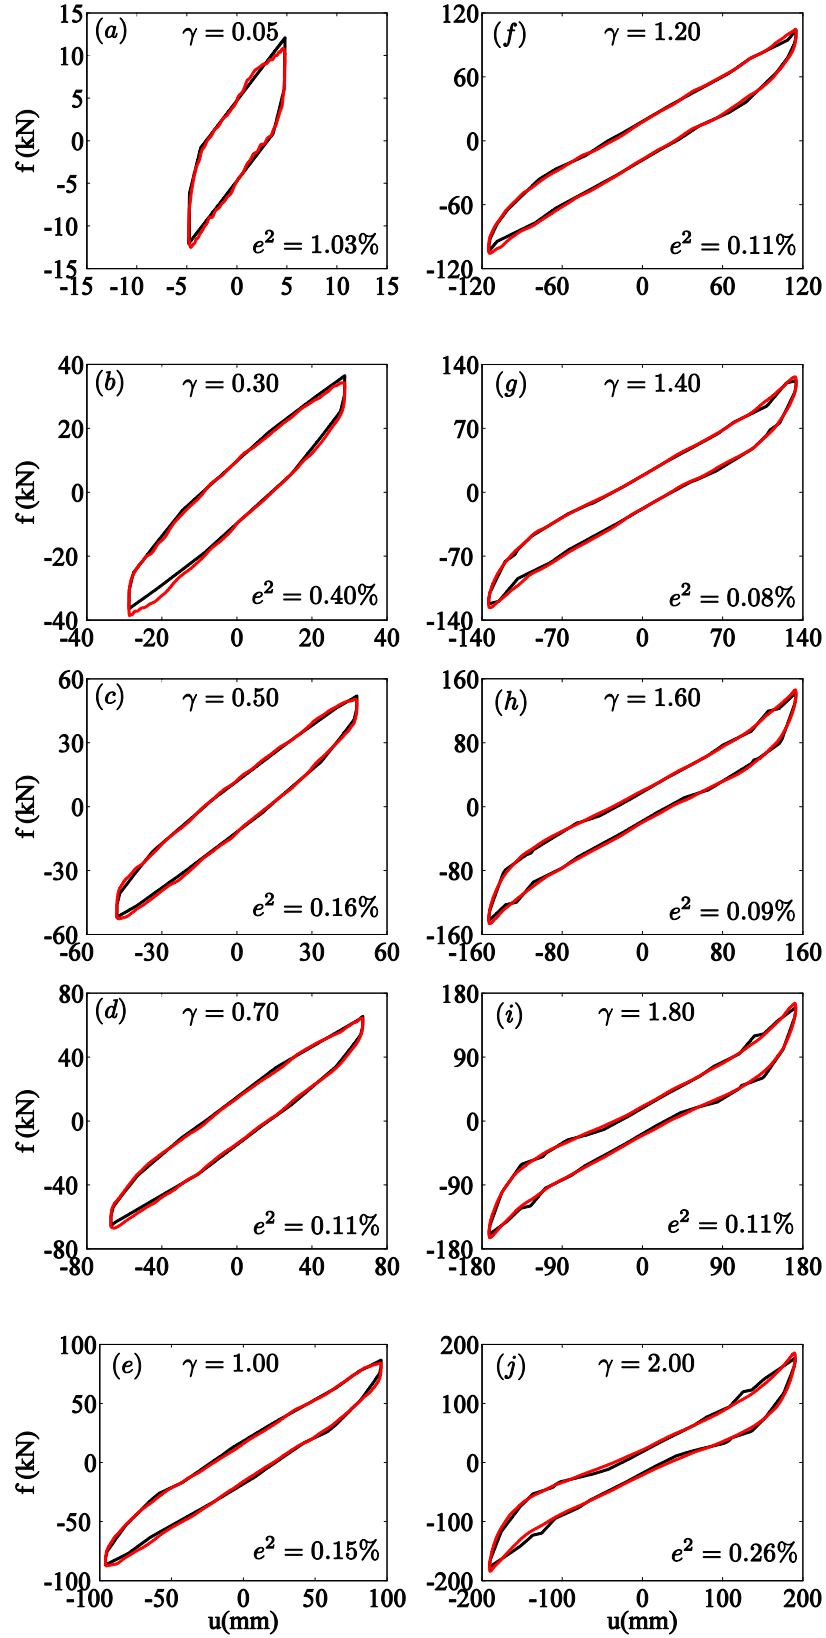 (a) γ = 0.05
15
10
5
0
-5
-10
-15
f (kN)
e² = 1.03%
-15 -10 -5 0 5 10 15
(f) γ = 1.20
120
60
0
-60
-120
e² = 0.11%
-120 -60 0 60 120
(b) γ = 0.30
40
20
0
-20
-40
f (kN)
e² = 0.40%
-40 -20 0 20 40
(g) γ = 1.40
140
70
0
-70
-140
e² = 0.08%
-140 -70 0 70 140
(c) γ = 0.50
60
30
0
-30
-60
f (kN)
e² = 0.16%
-60 -30 0 30 60
(h) γ = 1.60
160
80
0
-80
-160
e² = 0.09%
-160 -80 0 80 160
(d) γ = 0.70
80
40
0
-40
-80
f (kN)
e² = 0.11%
-80 -40 0 40 80
(i) γ = 1.80
180
90
0
-90
-180
e² = 0.11%
-180 -90 0 90 180
(e) γ = 1.00
100
50
0
-50
-100
f (kN)
e² = 0.15%
-100 -50 0 50 100
u(mm)
(j) γ = 2.00
200
100
0
-100
-200
e² = 0.26%
-200 -100 0 100 200
u(mm)